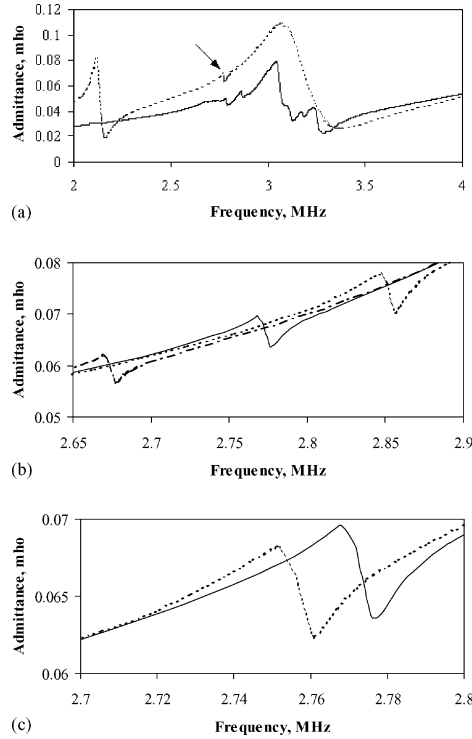 0.12
0.1
0.08
0.06
0.04
0.02
0
Admittance, mho
2 2.5 3 3.5 4
(a)
Frequency, MHz
0.08
0.07
0.06
0.05
Admittance, mho
2.65 2.7 2.75 2.8 2.85 2.9
(b)
Frequency, MHz
0.07
0.065
0.06
Admittance, mho
2.7 2.72 2.74 2.76 2.78 2.8
(c)
Frequency, MHz